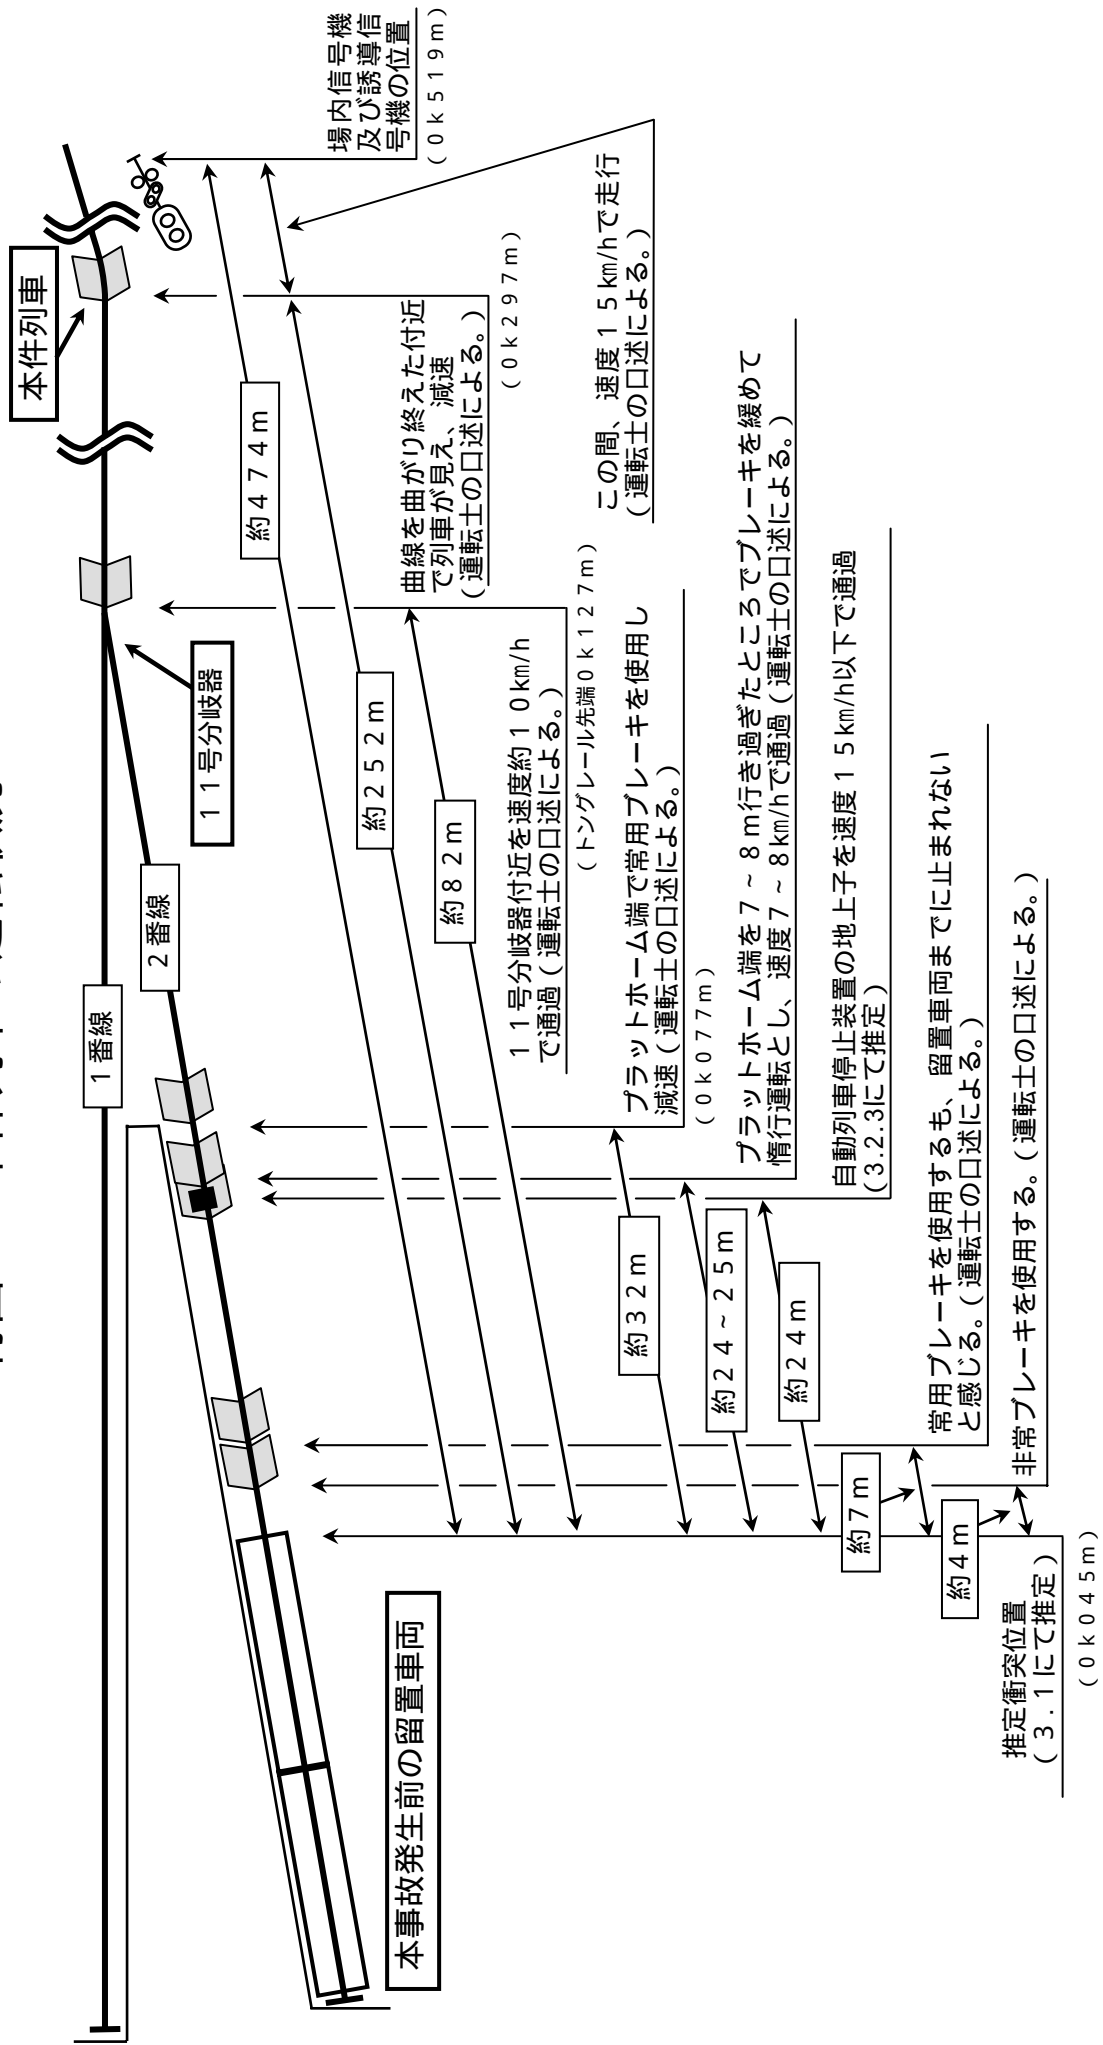 本件列車
場内信号機
及び誘導信
号機の位置
(０ｋ５１９ｍ)
約４７４ｍ
曲線を曲がり終えた付近
で列車が見え、減速
(運転士の口述による。)
(０ｋ２９７ｍ)
この間、速度１５㎞/hで走行
(運転士の口述による。)
１１号分岐器
約２５２ｍ
約８２ｍ
１１号分岐器付近を速度約１０㎞/h
で通過（運転士の口述による。）
(トングレール先端０ｋ１２７ｍ)
プラットホーム端で常用ブレーキを使用し
減速（運転士の口述による。）
(０ｋ０７７ｍ)
プラットホーム端を７～８ｍ行き過ぎたところでブレーキを緩めて
惰行運転とし、速度７～８㎞/hで通過（運転士の口述による。）
自動列車停止装置の地上子を速度１５㎞/h以下で通過
(3.2.3にて推定)
２番線
１番線
約３２ｍ
約２４～２５ｍ
約２４ｍ
常用ブレーキを使用するも、留置車両までに止まれない
と感じる。（運転士の口述による。）
非常ブレーキを使用する。（運転士の口述による。）
約７ｍ
約４ｍ
本事故発生前の留置車両
推定衝突位置
(３.１にて推定)
(０ｋ０４５ｍ)